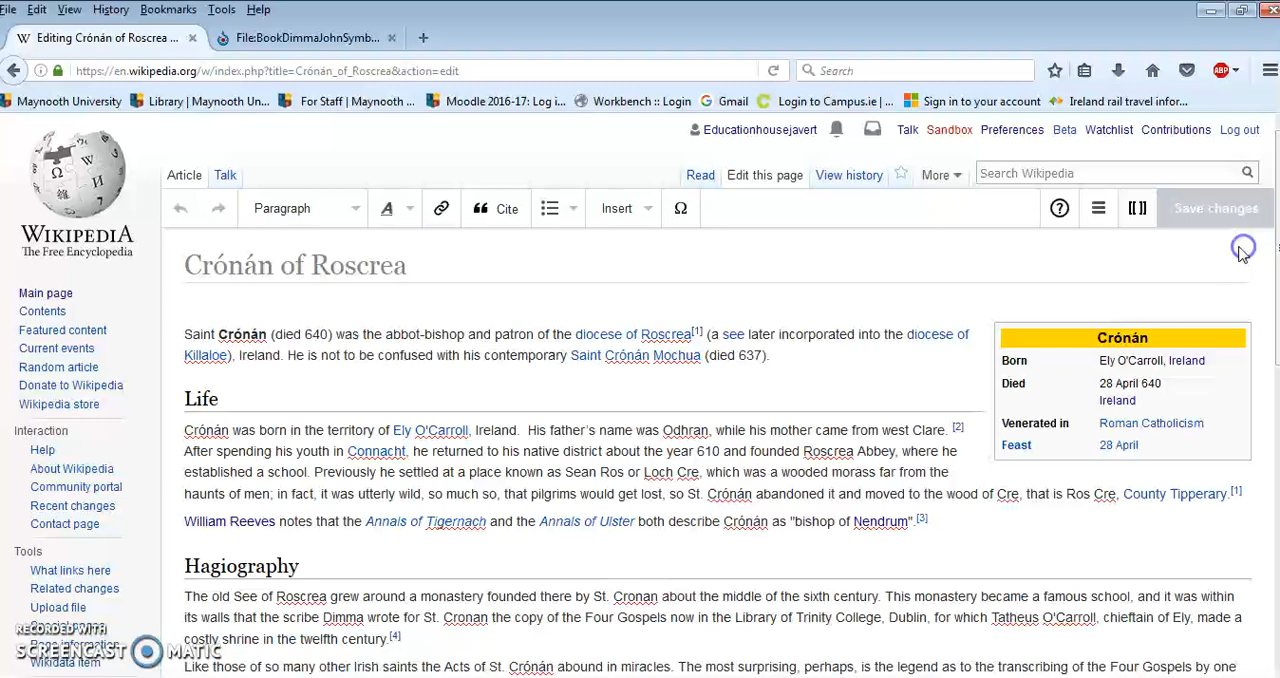 File Edit View History Bookmarks Tools Help
Editing Crónán of Roscrea ... × File:BookDimmaJohnSymb... × +
https://en.wikipedia.org/w/index.php?title=Crónán_of_Roscrea&action=edit Search ABP
Maynooth University Library | Maynooth Un... For Staff | Maynooth ... Moodle 2016-17: Log i... Workbench:: Login Gmail Login to Campus.ie | ... Sign in to your account Ireland rail travel infor...
Educationhousejavert Talk Sandbox Preferences Beta Watchlist Contributions Log out
Article Talk Read Edit this page View history More Search Wikipedia
Paragraph A Cite Insert Ω Save changes
WIKIPEDIA
The Free Encyclopedia
Main page
Contents
Featured content
Current events
Random article
Donate to Wikipedia
Wikipedia store
Interaction
Help
About Wikipedia
Community portal
Recent changes
Contact page
Tools
What links here
Related changes
Upload file
Wikidata item
Crónán of Roscrea
Saint Crónán (died 640) was the abbot-bishop and patron of the diocese of Roscrea[1] (a see later incorporated into the diocese of
Killaloe), Ireland. He is not to be confused with his contemporary Saint Crónán Mochua (died 637).
Crónán
Born Ely O'Carroll, Ireland
Died 28 April 640
Ireland
Venerated in Roman Catholicism
Feast 28 April
Life
Crónán was born in the territory of Ely O'Carroll, Ireland. His father's name was Odhran, while his mother came from west Clare. [2]
After spending his youth in Connacht, he returned to his native district about the year 610 and founded Roscrea Abbey, where he
established a school. Previously he settled at a place known as Sean Ros or Loch Cre, which was a wooded morass far from the
haunts of men; in fact, it was utterly wild, so much so, that pilgrims would get lost, so St. Crónán abandoned it and moved to the wood of Cre, that is Ros Cre, County Tipperary.[1]
William Reeves notes that the Annals of Tigernach and the Annals of Ulster both describe Crónán as "bishop of Nendrum".[3]
Hagiography
The old See of Roscrea grew around a monastery founded there by St. Cronan about the middle of the sixth century. This monastery became a famous school, and it was within
its walls that the scribe Dimma wrote for St. Cronan the copy of the Four Gospels now in the Library of Trinity College, Dublin, for which Tatheus O'Carroll, chieftain of Ely, made a
costly shrine in the twelfth century.[4]
Like those of so many other Irish saints the Acts of St. Crónán abound in miracles. The most surprising, perhaps, is the legend as to the transcribing of the Four Gospels by one
RECORDED WITH
SCREENCAST MATIC